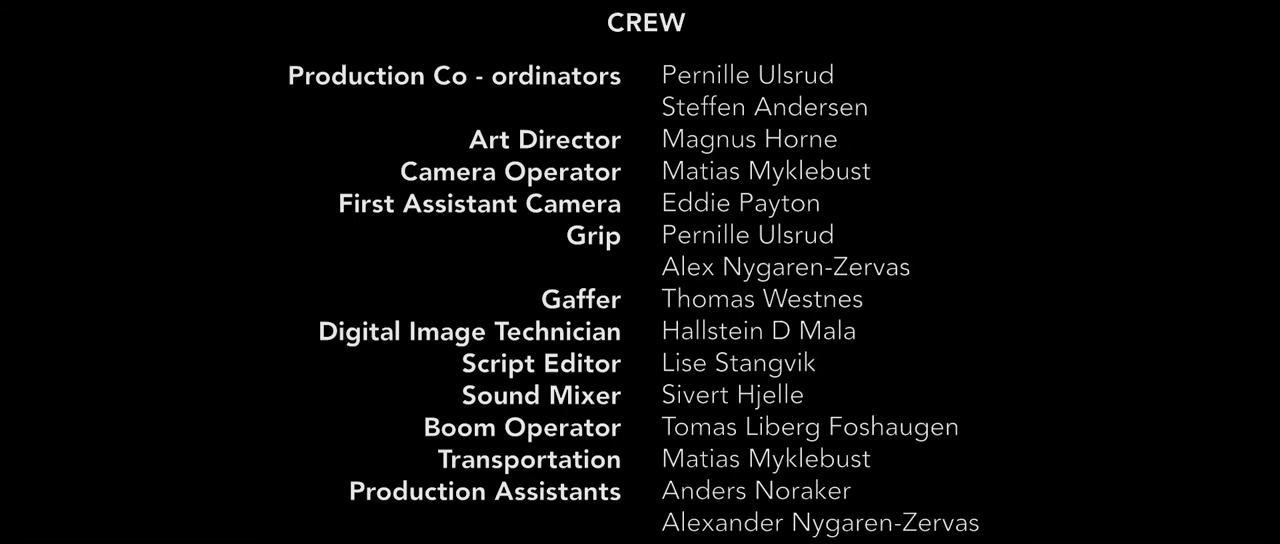 CREW
Production Co - ordinators Pernille Ulsrud
Steffen Andersen
Art Director Magnus Horne
Camera Operator Matias Myklebust
First Assistant Camera Eddie Payton
Grip Pernille Ulsrud
Alex Nygaren-Zervas
Gaffer Thomas Westnes
Digital Image Technician Hallstein D Mala
Script Editor Lise Stangvik
Sound Mixer Sivert Hjelle
Boom Operator Tomas Liberg Foshaugen
Transportation Matias Myklebust
Production Assistants Anders Noraker
Alexander Nygaren-Zervas